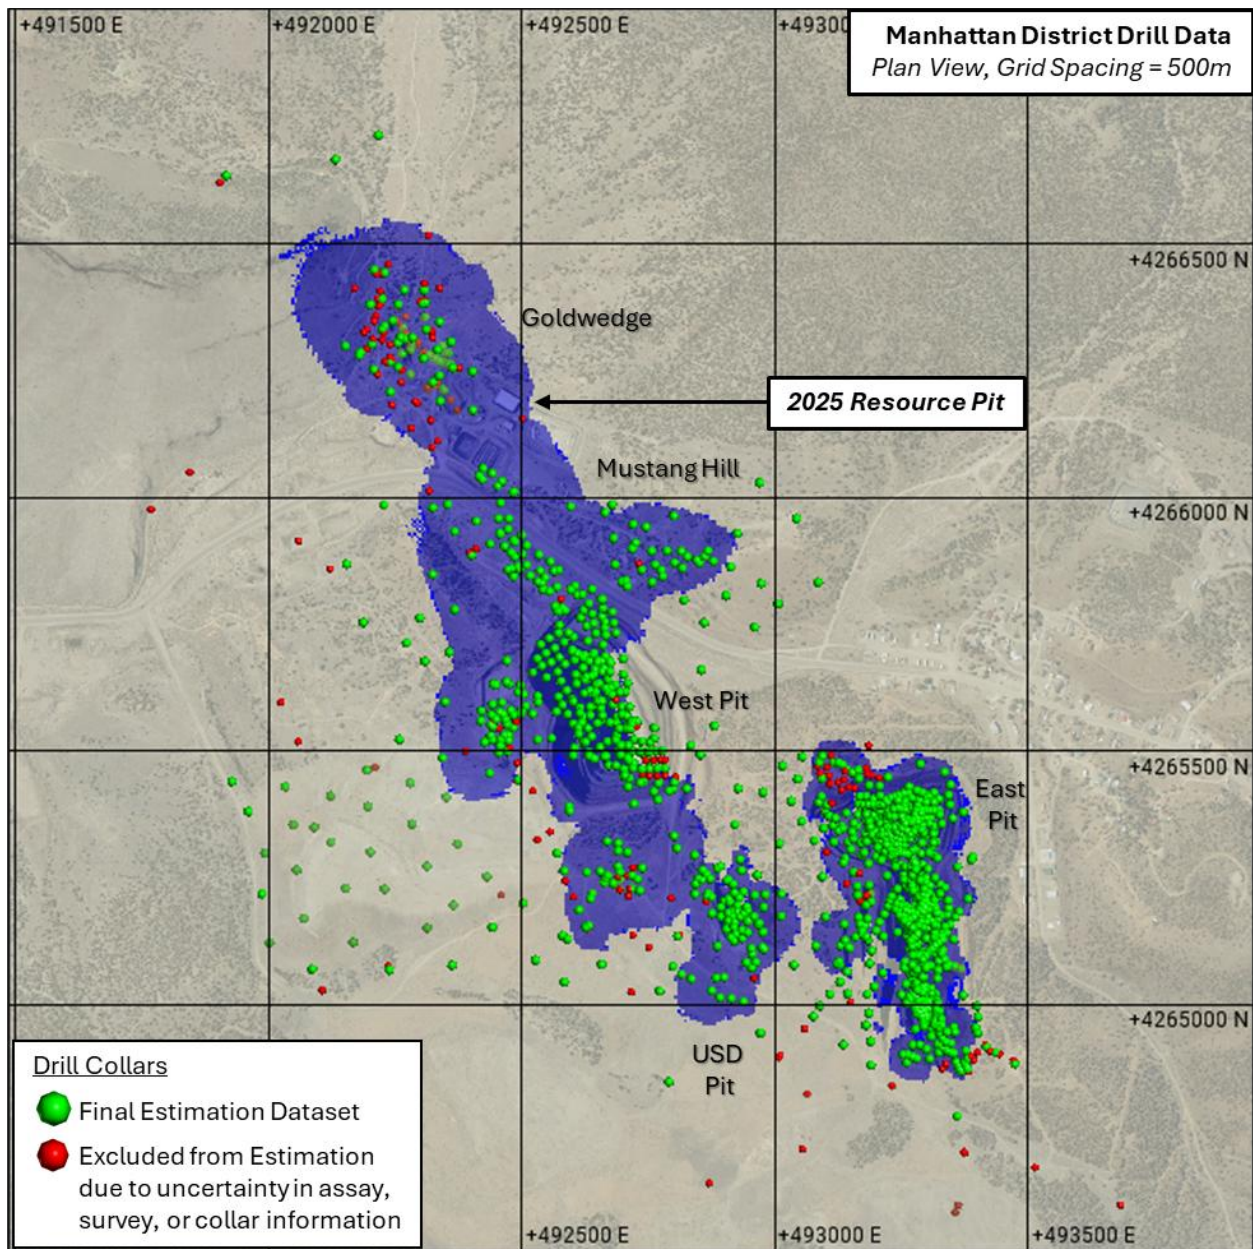 +491500 E
+492000 E
+492500 E
+49300
Manhattan District Drill Data
Plan View, Grid Spacing = 500m
+4266500 N
Goldwedge
2025 Resource Pit
Mustang Hill
+4266000 N
West Pit
+4265500 N
East
Pit
+4265000 N
USD
Pit
Drill Collars
Final Estimation Dataset
Excluded from Estimation
due to uncertainty in assay,
survey, or collar information
+492500 E
+493000 E
+493500 E